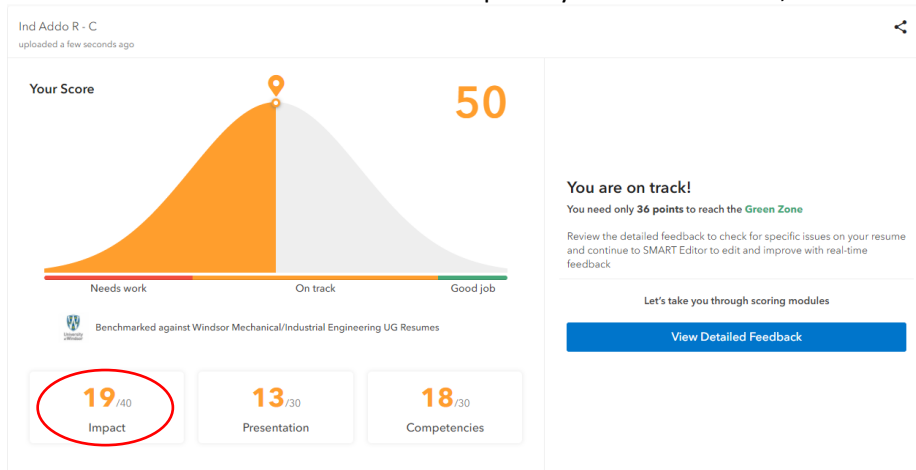 Ind Addo R - C
uploaded a few seconds ago
Your Score
50
Needs work
On track
Good job
University
of Windsor
Benchmarked against Windsor Mechanical/Industrial Engineering UG Resumes
19/40
Impact
13/30
Presentation
18/30
Competencies
You are on track!
You need only 36 points to reach the Green Zone
Review the detailed feedback to check for specific issues on your resume
and continue to SMART Editor to edit and improve with real-time
feedback
Let's take you through scoring modules
View Detailed Feedback